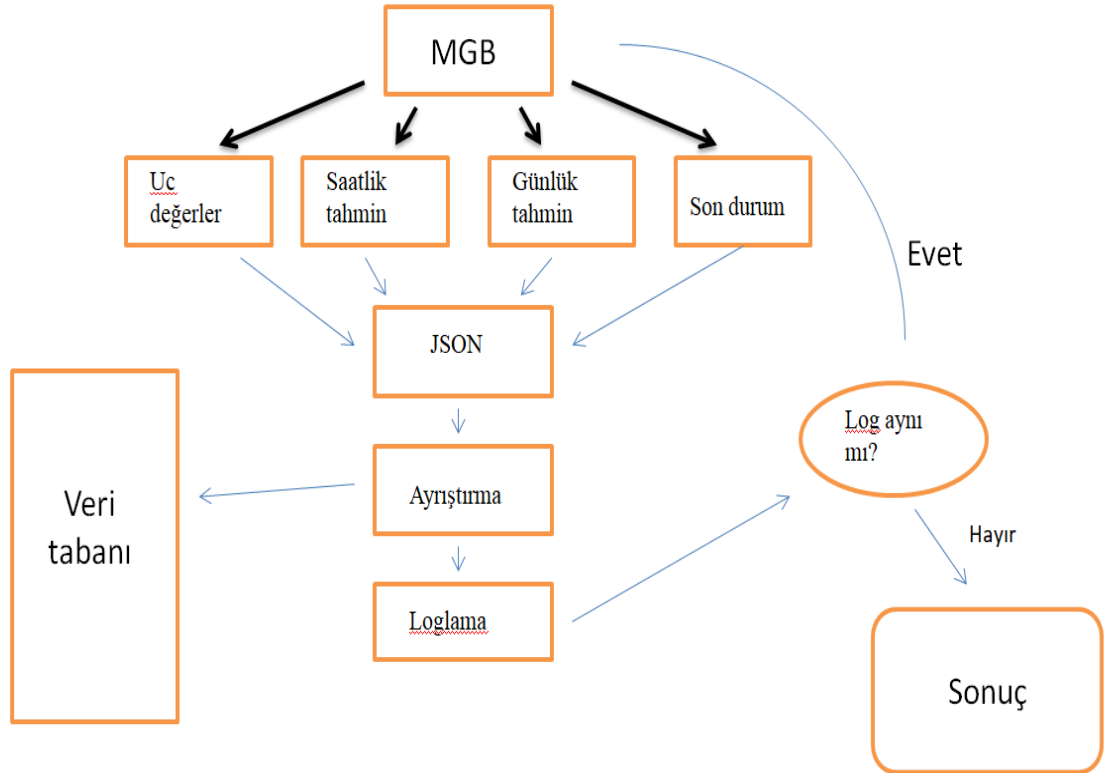 MGB
Uc
değerler
Saatlik
tahmin
Günlük
tahmin
Son durum
Evet
JSON
Log aynı
mı?
Veri
tabanı
Ayrıştırma
Hayır
Loglama
Sonuç